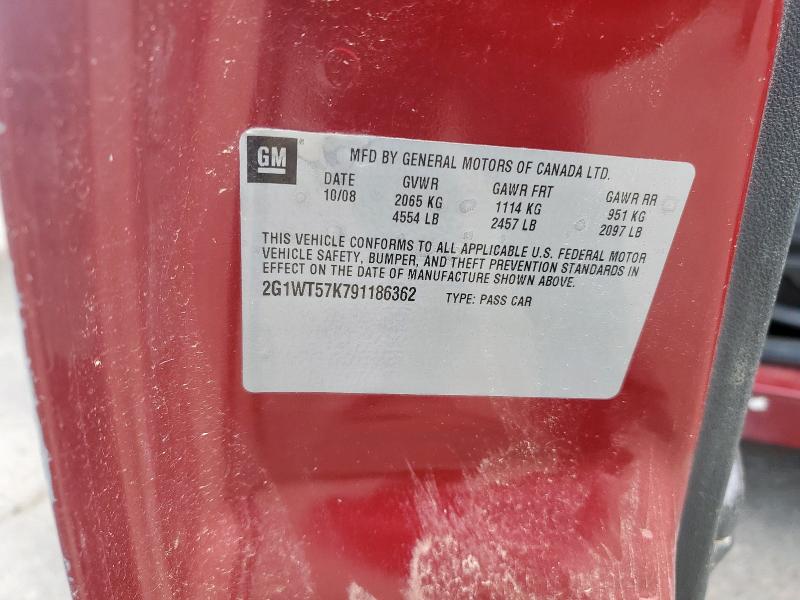 GM
MFD BY GENERAL MOTORS OF CANADA LTD.
DATE GVWR GAWR FRT GAWR RR
10/08 2065 KG 1114 KG 951 KG
4554 LB 2457 LB 2097 LB
THIS VEHICLE CONFORMS TO ALL APPLICABLE U.S. FEDERAL MOTOR
VEHICLE SAFETY, BUMPER, AND THEFT PREVENTION STANDARDS IN
EFFECT ON THE DATE OF MANUFACTURE SHOWN ABOVE.
2G1WT57K791186362 TYPE: PASS CAR